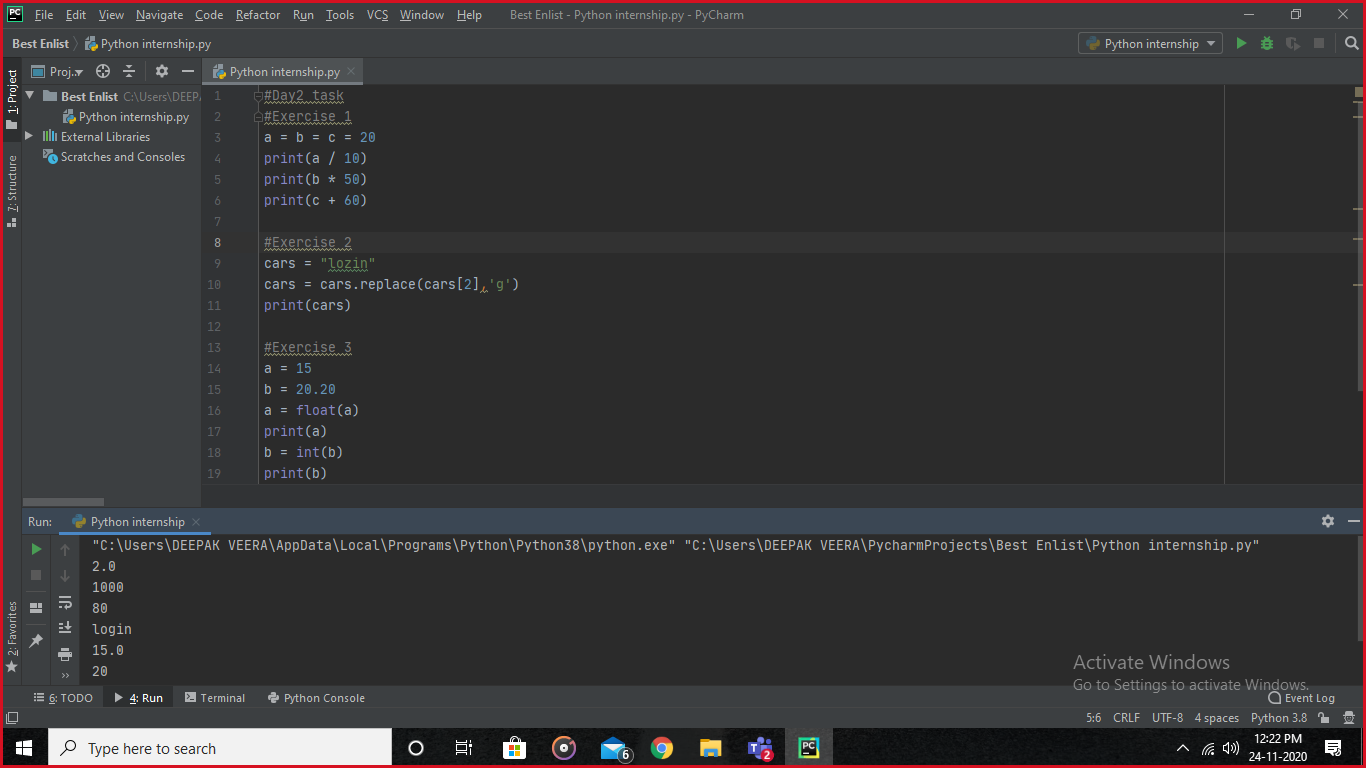 PC File Edit View Navigate Code Refactor Run Tools VCS Window Help Best Enlist - Python internship.py - PyCharm
Best Enlist Python internship.py Python internship
1: Project Proj.. Python internship.py
Best Enlist C:\Users\DEEP
Python internship.py
External Libraries
Scratches and Consoles
7: Structure
2: Favorites
1 #Day2 task
2 #Exercise 1
3 a = b = c = 20
4 print(a / 10)
5 print(b * 50)
6 print(c + 60)
7
8 #Exercise 2
9 cars = "lozin"
10 cars = cars.replace(cars[2],'g')
11 print(cars)
12
13 #Exercise 3
14 a = 15
15 b = 20.20
16 a = float(a)
17 print(a)
18 b = int(b)
19 print(b)
Run: Python internship
"C:\Users\DEEPAK VEERA\AppData\Local\Programs\Python\Python38\python.exe" "C:\Users\DEEPAK VEERA\PycharmProjects\Best Enlist\Python internship.py"
2.0
1000
80
login
15.0
20
Activate Windows
Go to Settings to activate Windows.
6: TODO 4: Run Terminal Python Console Event Log
5:6 CRLF UTF-8 4 spaces Python 3.8
Type here to search 6 2 PC 12:22 PM
24-11-2020